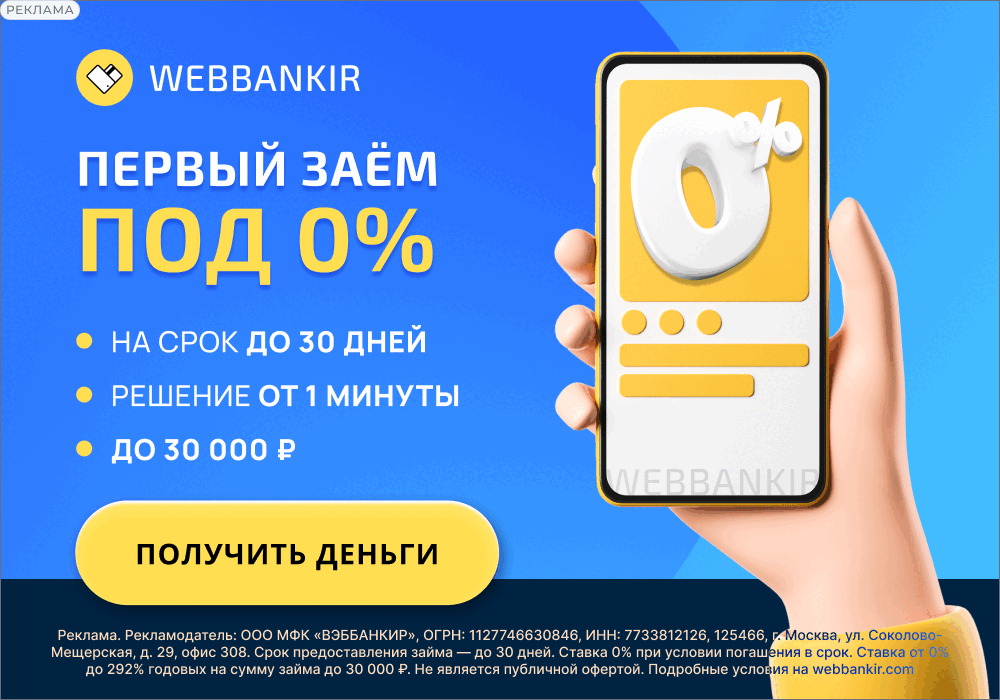 РЕКЛАМА
WEBBANKIR
ПЕРВЫЙ ЗАЁМ
ПОД 0%
НА СРОК ДО 30 ДНЕЙ
РЕШЕНИЕ ОТ 1 МИНУТЫ
ДО 30 000 ₽
ПОЛУЧИТЬ ДЕНЬГИ
0%
WEBBANKIR
Реклама. Рекламодатель: ООО МФК «ВЭББАНКИР», ОГРН: 1127746630846, ИНН: 7733812126, 125466, г. Москва, ул. Соколово-
Мещерская, д. 29, офис 308. Срок предоставления займа — до 30 дней. Ставка 0% при условии погашения в срок. Ставка от 0%
до 292% годовых на сумму займа до 30 000 ₽. Не является публичной офертой. Подробные условия на webbankir.com